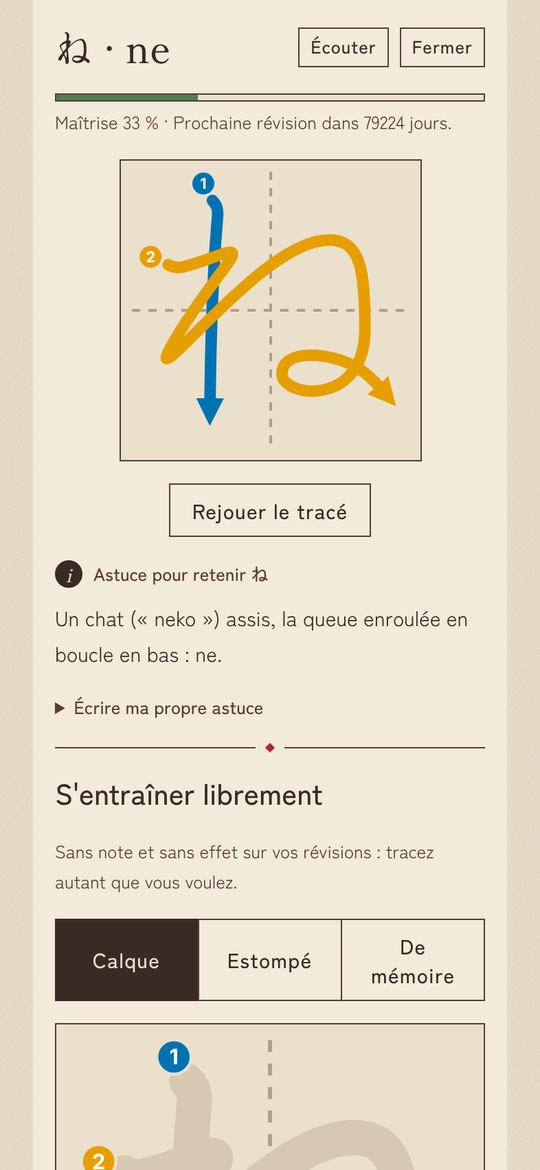 ね · ne
Écouter
Fermer
Maîtrise 33 % · Prochaine révision dans 79224 jours.
1
2
Rejouer le tracé
i Astuce pour retenir ね
Un chat (« neko ») assis, la queue enroulée en
boucle en bas : ne.
▶ Écrire ma propre astuce
S'entraîner librement
Sans note et sans effet sur vos révisions : tracez
autant que vous voulez.
Calque
Estompé
De
mémoire
1
2